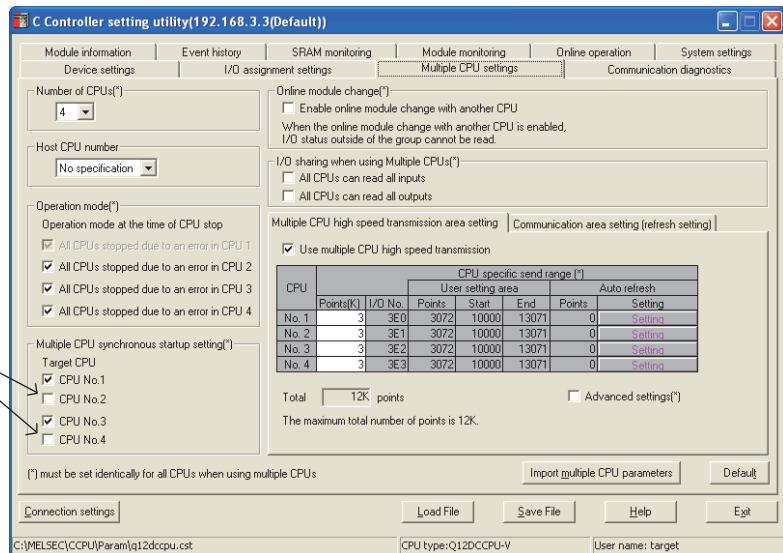 C Controller setting utility(192.168.3.3(Default))
Module information Event history SRAM monitoring Module monitoring Online operation System settings
Device settings I/O assignment settings Multiple CPU settings Communication diagnostics
Number of CPUs(*)
4
Host CPU number
No specification
Operation mode(*)
Operation mode at the time of CPU stop
All CPUs stopped due to an error in CPU 1
All CPUs stopped due to an error in CPU 2
All CPUs stopped due to an error in CPU 3
All CPUs stopped due to an error in CPU 4
Multiple CPU synchronous startup setting(*)
Target CPU
CPU No.1
CPU No.2
CPU No.3
CPU No.4
Online module change(*)
Enable online module change with another CPU
When the online module change with another CPU is enabled,
I/O status outside of the group cannot be read.
I/O sharing when using Multiple CPUs(*)
All CPUs can read all inputs
All CPUs can read all outputs
Multiple CPU high speed transmission area setting Communication area setting (refresh setting)
Use multiple CPU high speed transmission
CPU CPU specific send range (*)
User setting area Auto refresh
Points(K) I/O No. Points Start End Points Setting
No. 1 3 3E0 3072 10000 13071 0 Setting
No. 2 3 3E1 3072 10000 13071 0 Setting
No. 3 3 3E2 3072 10000 13071 0 Setting
No. 4 3 3E3 3072 10000 13071 0 Setting
Total 12K points Advanced settings(*)
The maximum total number of points is 12K.
(*) must be set identically for all CPUs when using multiple CPUs
Import multiple CPU parameters Default
Connection settings Load File Save File Help Exit
C:\MELSEC\CCPU\Param\q12dccpu.cst CPU type:Q12DCCPU-V User name: target